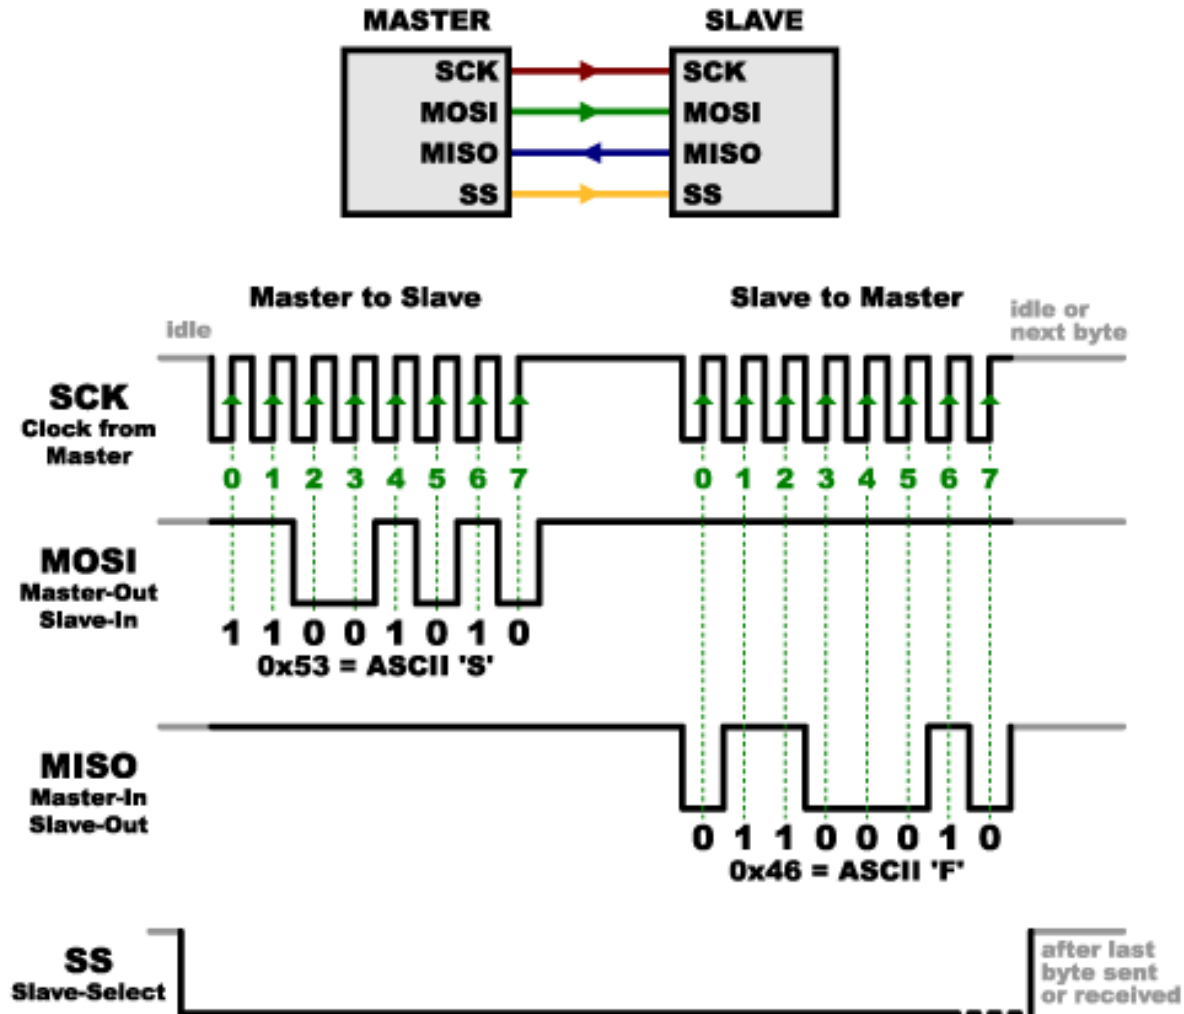 MASTER SLAVE
SCK SCK
MOSI MOSI
MISO MISO
SS SS
Master to Slave Slave to Master
idle
idle or
next byte
SCK
Clock from
Master
0 1 2 3 4 5 6 7 0 1 2 3 4 5 6 7
MOSI
Master-Out
Slave-In
1 1 0 0 1 0 1 0
0x53 = ASCII 'S'
MISO
Master-In
Slave-Out
0 1 1 0 0 0 1 0
0x46 = ASCII 'F'
SS
Slave-Select
after last
byte sent
or received